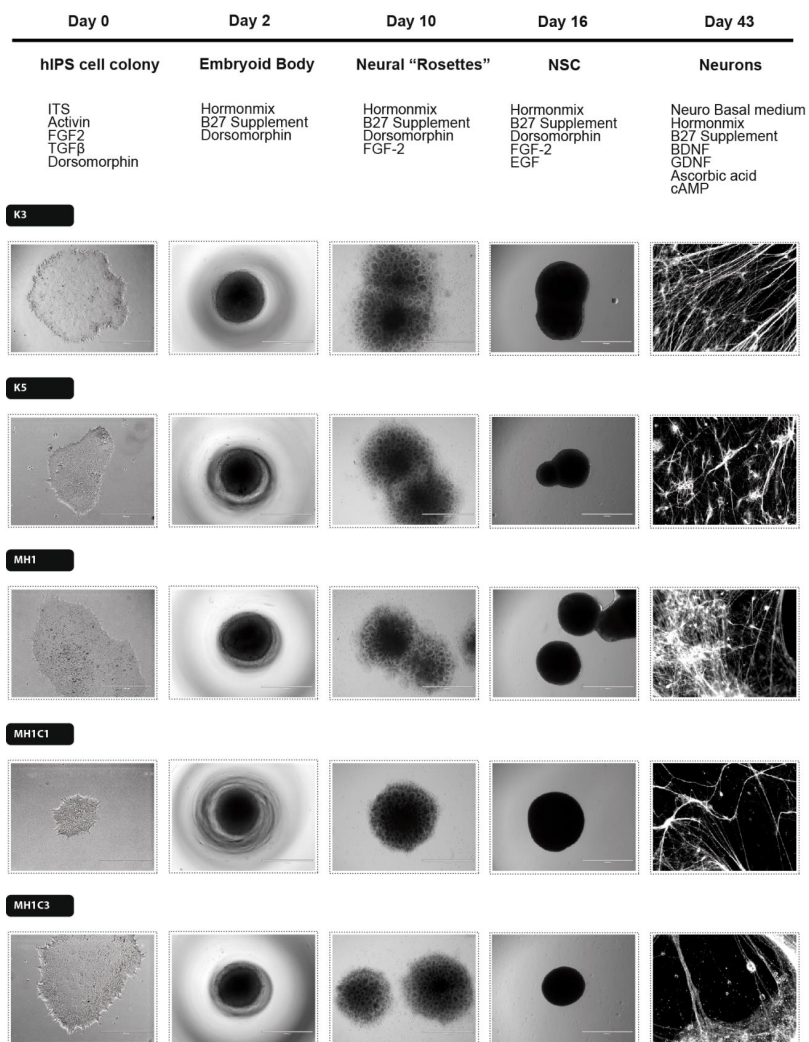 Day 0
Day 2
Day 10
Day 16
Day 43
hIPS cell colony
Embryoid Body
Neural “Rosettes”
NSC
Neurons
ITS
Activin
FGF2
TGFβ
Dorsomorphin
Hormonmix
B27 Supplement
Dorsomorphin
Hormonmix
B27 Supplement
Dorsomorphin
FGF-2
Hormonmix
B27 Supplement
Dorsomorphin
FGF-2
EGF
Neuro Basal medium
Hormonmix
B27 Supplement
BDNF
GDNF
Ascorbic acid
cAMP
K3
K5
MH1
MH1C1
MH1C3